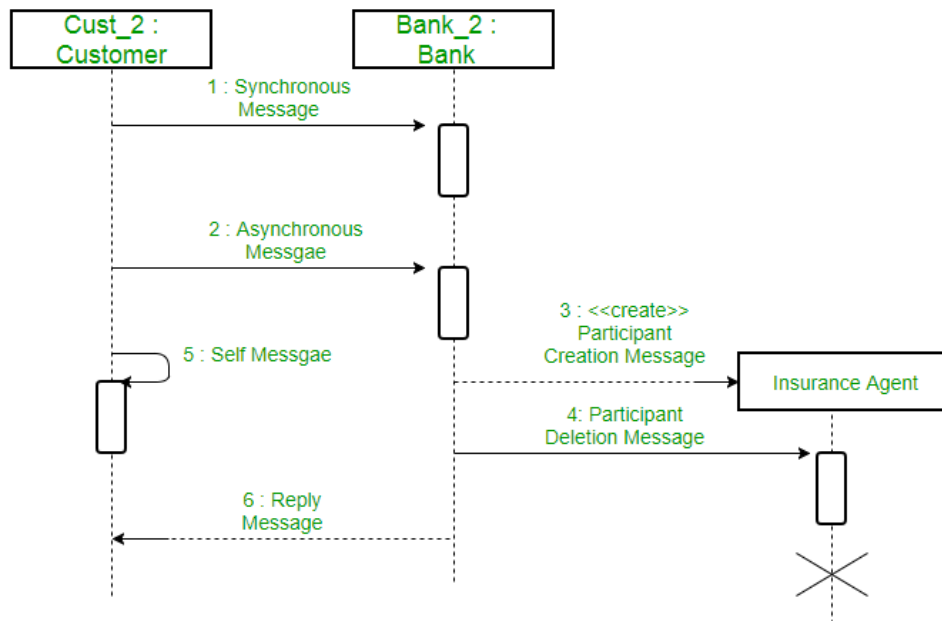 Cust_2 :
Customer
Bank_2 :
Bank
1 : Synchronous
Message
2 : Asynchronous
Messgae
3 : <<create>>
Participant
Creation Message
5 : Self Messgae
Insurance Agent
4: Participant
Deletion Message
6 : Reply
Message